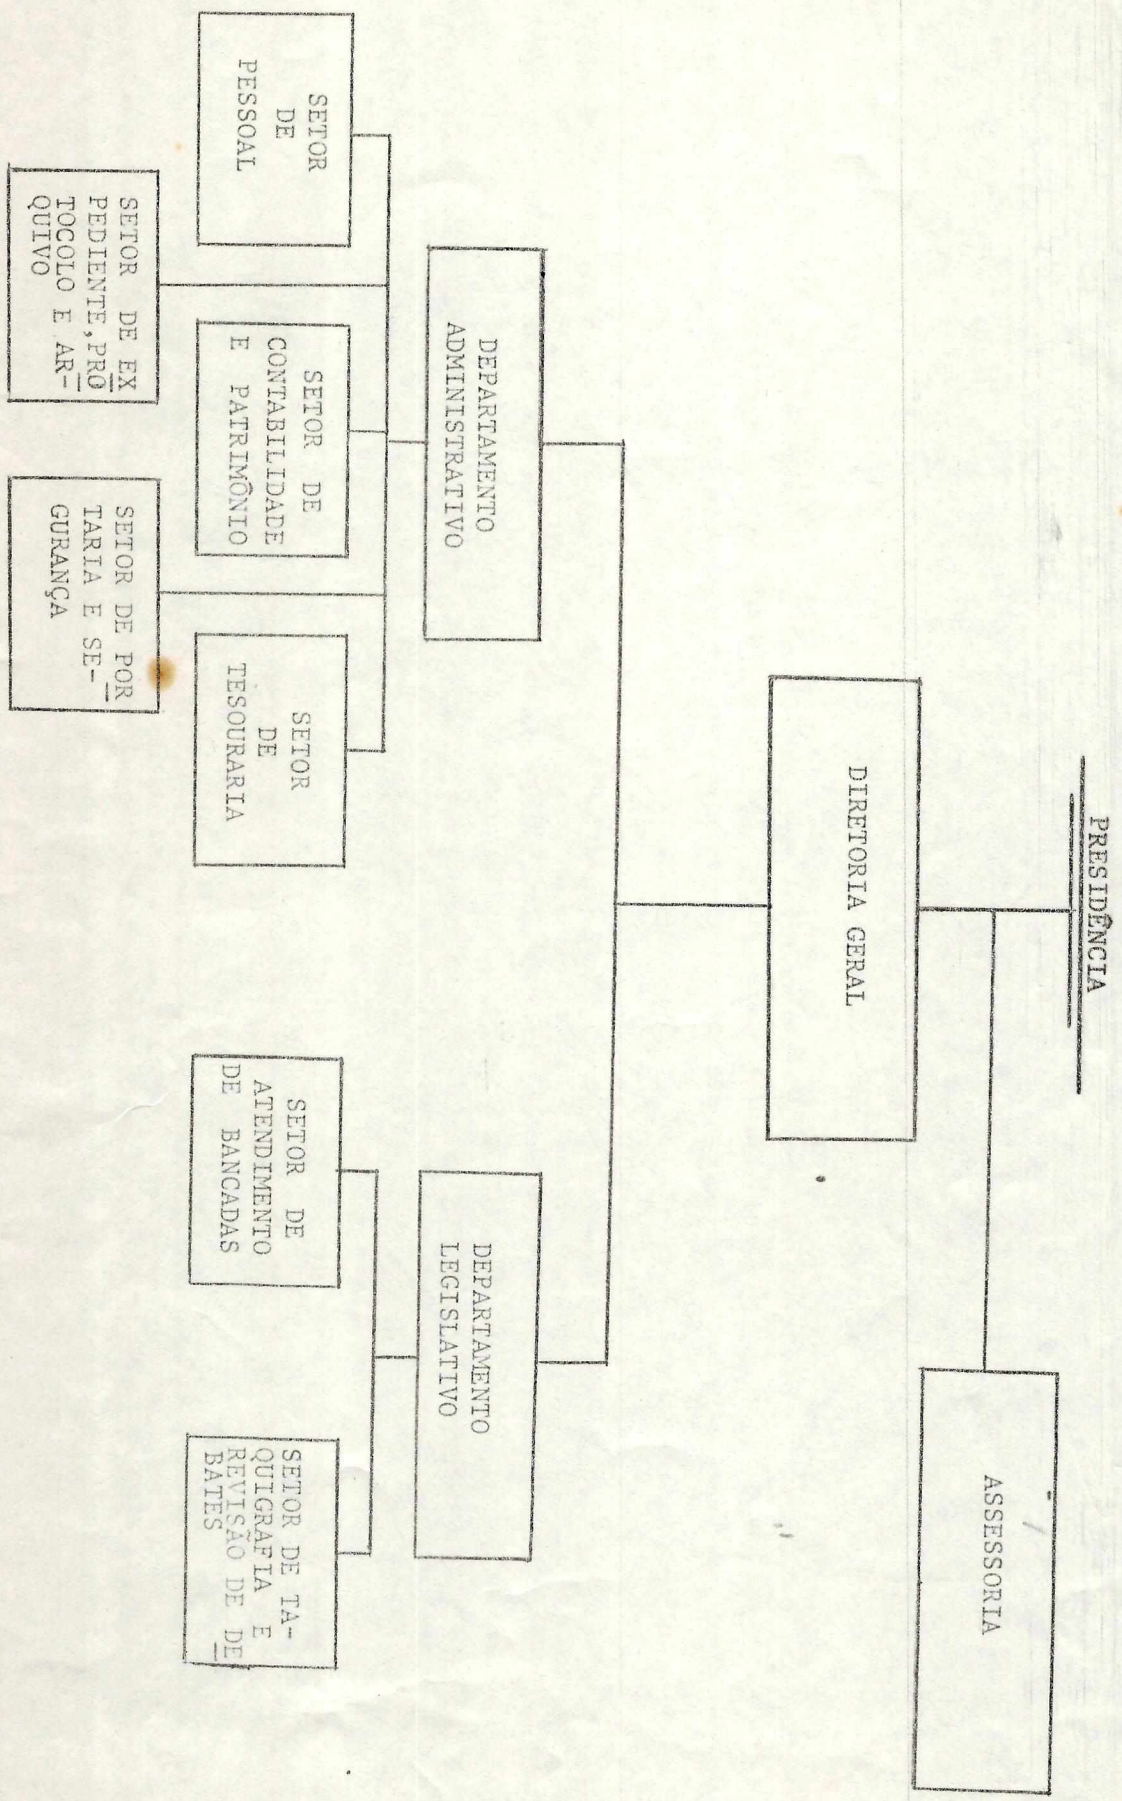 PRESIDÊNCIA
ASSESSORIA
DIRETORIA GERAL
DEPARTAMENTO
ADMINISTRATIVO
DEPARTAMENTO
LEGISLATIVO
SETOR
DE
PESSOAL
SETOR DE
CONTABILIDADE
E PATRIMÔNIO
SETOR
DE
TESOURARIA
SETOR DE
ATENDIMENTO
DE BANCADAS
SETOR DE TA-
QUIGRAFIA E
REVISÃO DE DE
BATES
SETOR DE EX
PEDIENTE,PRO
TOCOLO E AR-
QUIVO
SETOR DE POR
TARIA E SE-
GURANÇA